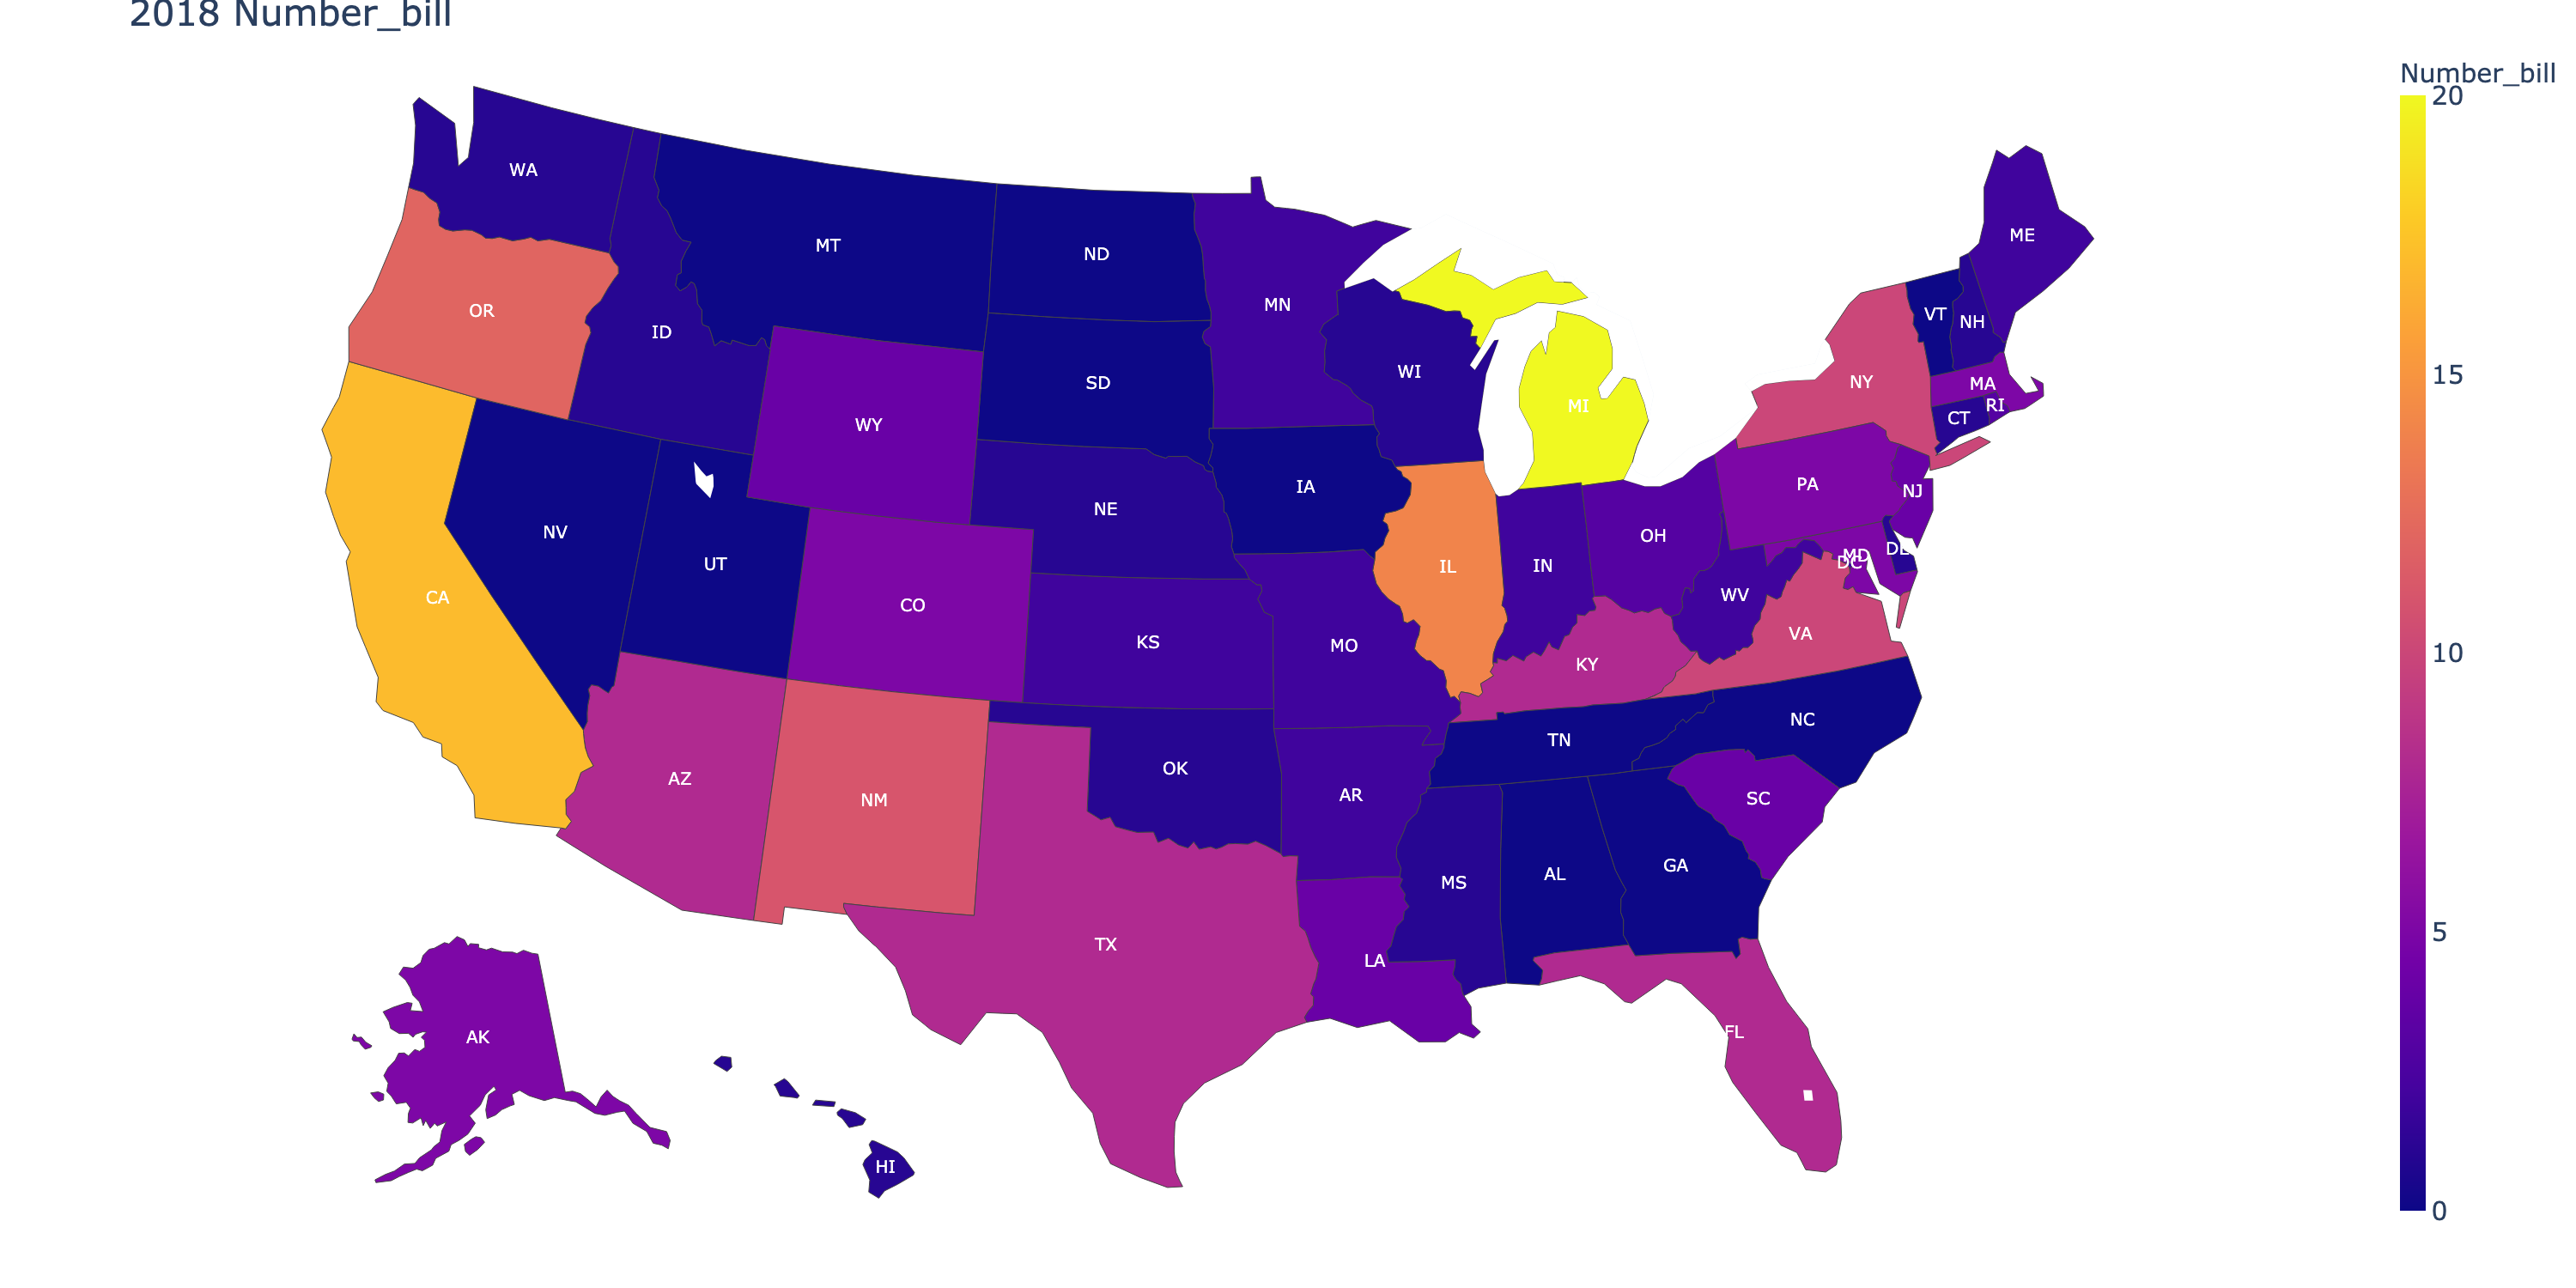 2018 Number_bill
Number_bill
20
15
10
5
0
WA
MT
ND
ME
OR
MN
VT
NH
ID
WI
SD
NY
MA
MI
RI
CT
WY
PA
IA
NJ
NE
NV
OH
DE
MD
DC
UT
IL
IN
CA
WV
CO
VA
KS
MO
KY
NC
TN
OK
AZ
AR
SC
NM
GA
AL
MS
TX
LA
FL
AK
HI